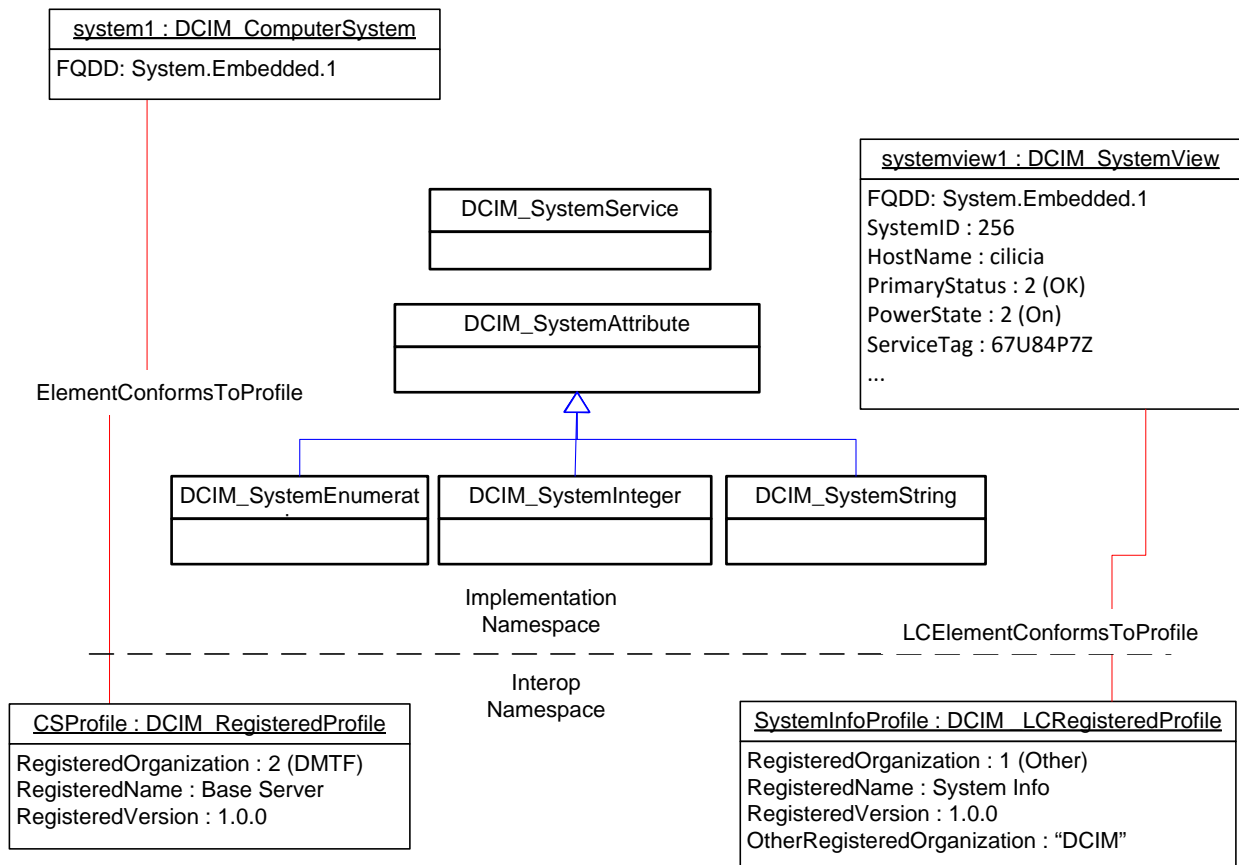 system1 : DCIM_ComputerSystem
FQDD: System.Embedded.1
systemview1 : DCIM_SystemView
FQDD: System.Embedded.1
SystemID : 256
HostName : cilicia
PrimaryStatus : 2 (OK)
PowerState : 2 (On)
ServiceTag : 67U84P7Z
...
DCIM_SystemService
DCIM_SystemAttribute
ElementConformsToProfile
DCIM_SystemEnumerat
DCIM_SystemInteger
DCIM_SystemString
Implementation
Namespace
LCElementConformsToProfile
Interop
Namespace
CSProfile : DCIM_RegisteredProfile
RegisteredOrganization : 2 (DMTF)
RegisteredName : Base Server
RegisteredVersion : 1.0.0
SystemInfoProfile : DCIM_LCRegisteredProfile
RegisteredOrganization : 1 (Other)
RegisteredName : System Info
RegisteredVersion : 1.0.0
OtherRegisteredOrganization : “DCIM”